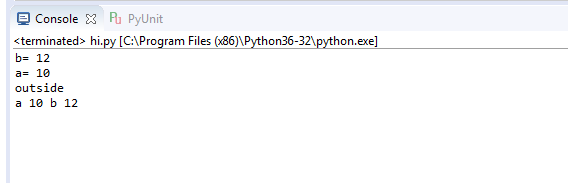 Console PyUnit
<terminated> hi.py [C:\Program Files (x86)\Python36-32\python.exe]
b= 12
a= 10
outside
a 10 b 12